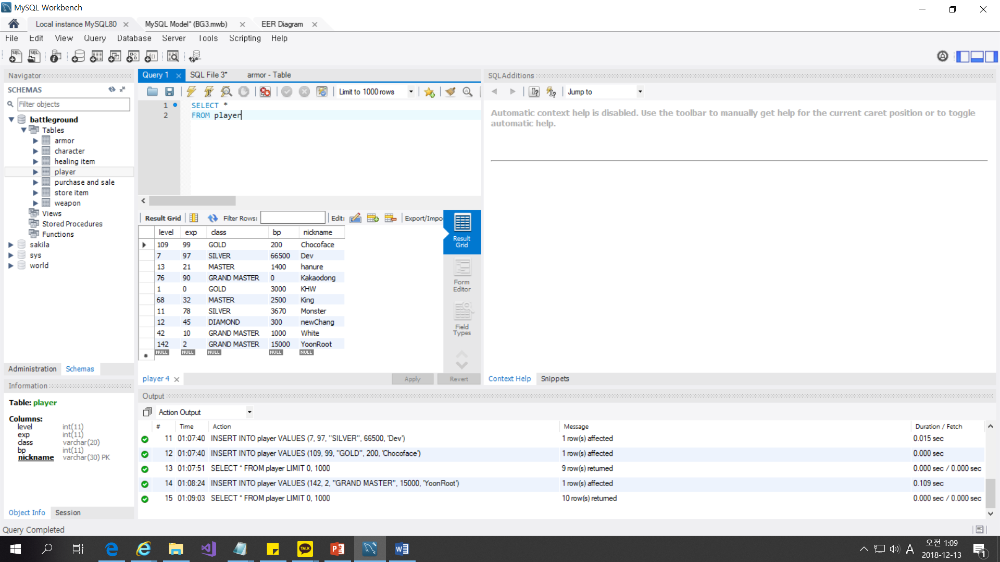 MySQL Workbench
Local instance MySQL80
MySQL Model* (BG3.mwb)
EER Diagram
File Edit View Query Database Server Tools Scripting Help
Navigator
SCHEMAS
Filter objects
battleground
Tables
armor
character
healing item
player
purchase and sale
store item
weapon
Views
Stored Procedures
Functions
sakila
sys
world
Administration Schemas
Information
Table: player
Columns:
level int(11)
exp int(11)
class varchar(20)
bp int(11)
nickname varchar(30) PK
Object Info Session
Query 1 SQL File 3* armor - Table
Limit to 1000 rows
1 SELECT *
2 FROM player
Result Grid Filter Rows: Edit: Export/Impo
level exp class bp nickname
109 99 GOLD 200 Chocoface
7 97 SILVER 66500 Dev
13 21 MASTER 1400 hanure
76 90 GRAND MASTER 0 Kakaodong
1 0 GOLD 3000 KHW
68 32 MASTER 2500 King
11 78 SILVER 3670 Monster
12 45 DIAMOND 300 newChang
42 10 GRAND MASTER 1000 White
142 2 GRAND MASTER 15000 YoonRoot
NULL NULL NULL NULL NULL
Result
Grid
Form
Editor
Field
Types
player 4 Apply Revert
SQLAdditions
Jump to
Automatic context help is disabled. Use the toolbar to manually get help for the current caret position or to toggle
automatic help.
Context Help Snippets
Output
Action Output
# Time Action Message Duration / Fetch
11 01:07:40 INSERT INTO player VALUES (7, 97, "SILVER", 66500, 'Dev') 1 row(s) affected 0.015 sec
12 01:07:40 INSERT INTO player VALUES (109, 99, "GOLD", 200, 'Chocoface') 1 row(s) affected 0.000 sec
13 01:07:51 SELECT * FROM player LIMIT 0, 1000 9 row(s) returned 0.000 sec / 0.000 sec
14 01:08:24 INSERT INTO player VALUES (142, 2, "GRAND MASTER", 15000, 'YoonRoot') 1 row(s) affected 0.109 sec
15 01:09:03 SELECT * FROM player LIMIT 0, 1000 10 row(s) returned 0.000 sec / 0.000 sec
Query Completed
TALK
A
오전 1:09
2018-12-13
1